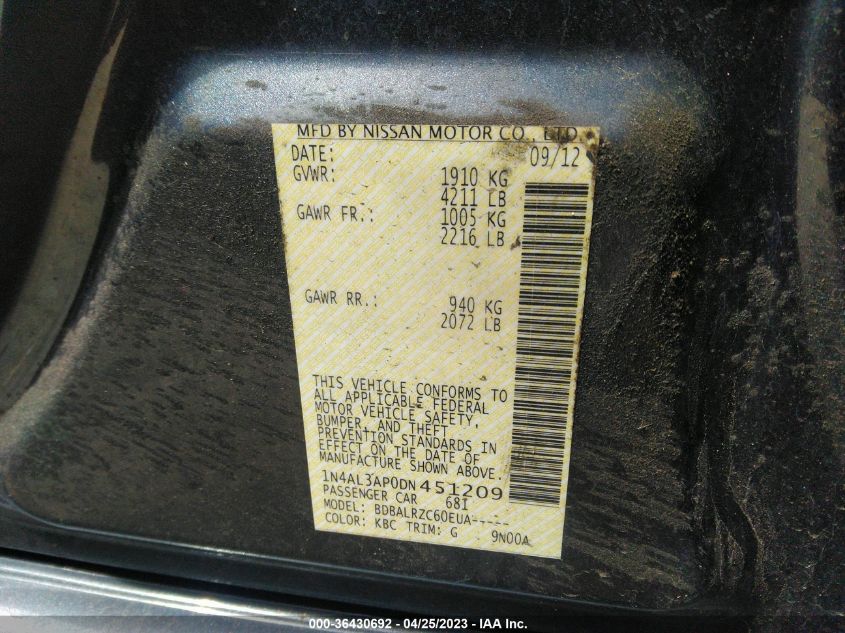 MFD BY NISSAN MOTOR CO., LTD.
DATE: 09/12
GVWR: 1910 KG
4211 LB
GAWR FR.: 1005 KG
2216 LB
GAWR RR.: 940 KG
2072 LB
THIS VEHICLE CONFORMS TO
ALL APPLICABLE FEDERAL
MOTOR VEHICLE SAFETY,
BUMPER, AND THEFT
PREVENTION STANDARDS IN
EFFECT ON THE DATE OF
MANUFACTURE SHOWN ABOVE.
1N4AL3AP0DN 451209
PASSENGER CAR 68I
MODEL: BDBALRZC60EUA-----
COLOR: KBC TRIM: G 9N00A
000-36430692 - 04/25/2023 - IAA Inc.